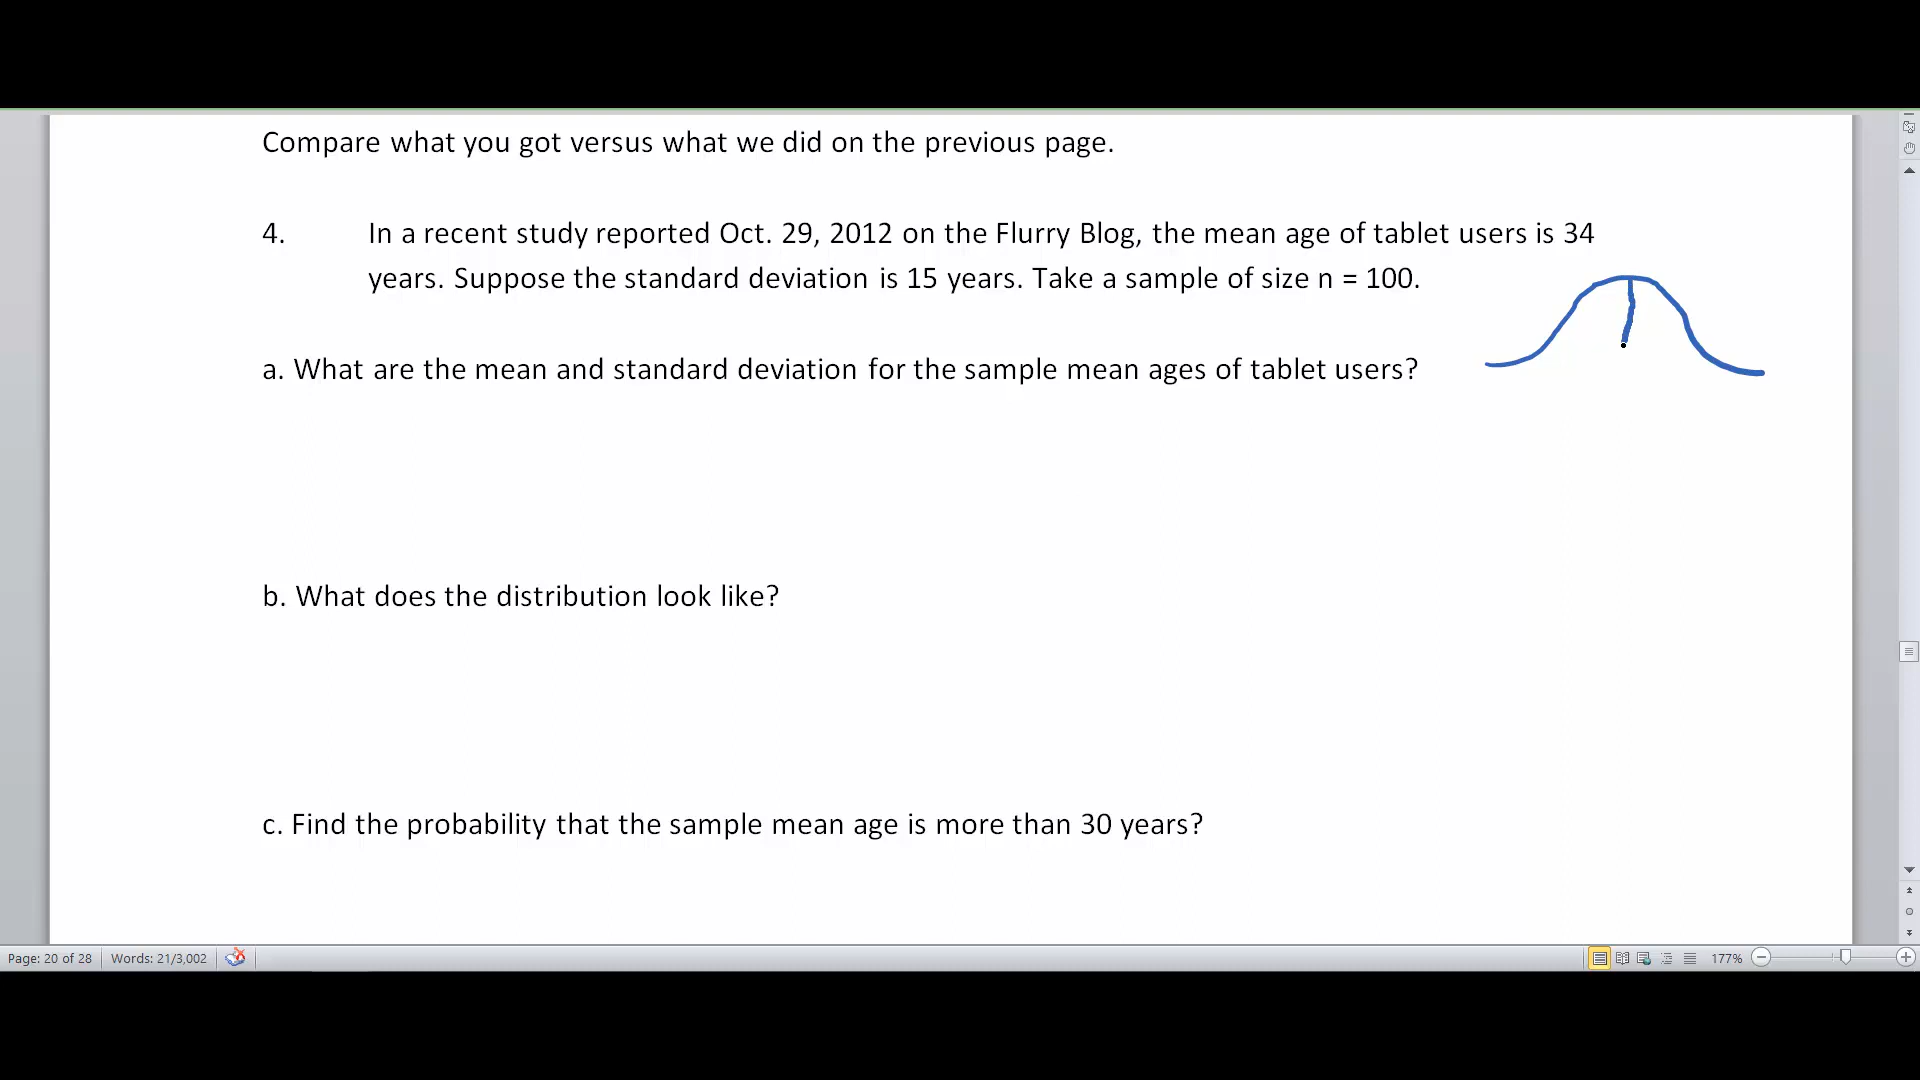 Compare what you got versus what we did on the previous page.
4. In a recent study reported Oct. 29, 2012 on the Flurry Blog, the mean age of tablet users is 34
years. Suppose the standard deviation is 15 years. Take a sample of size n = 100.
a. What are the mean and standard deviation for the sample mean ages of tablet users?
b. What does the distribution look like?
c. Find the probability that the sample mean age is more than 30 years?
Page: 20 of 28 Words: 21/3,002 177%